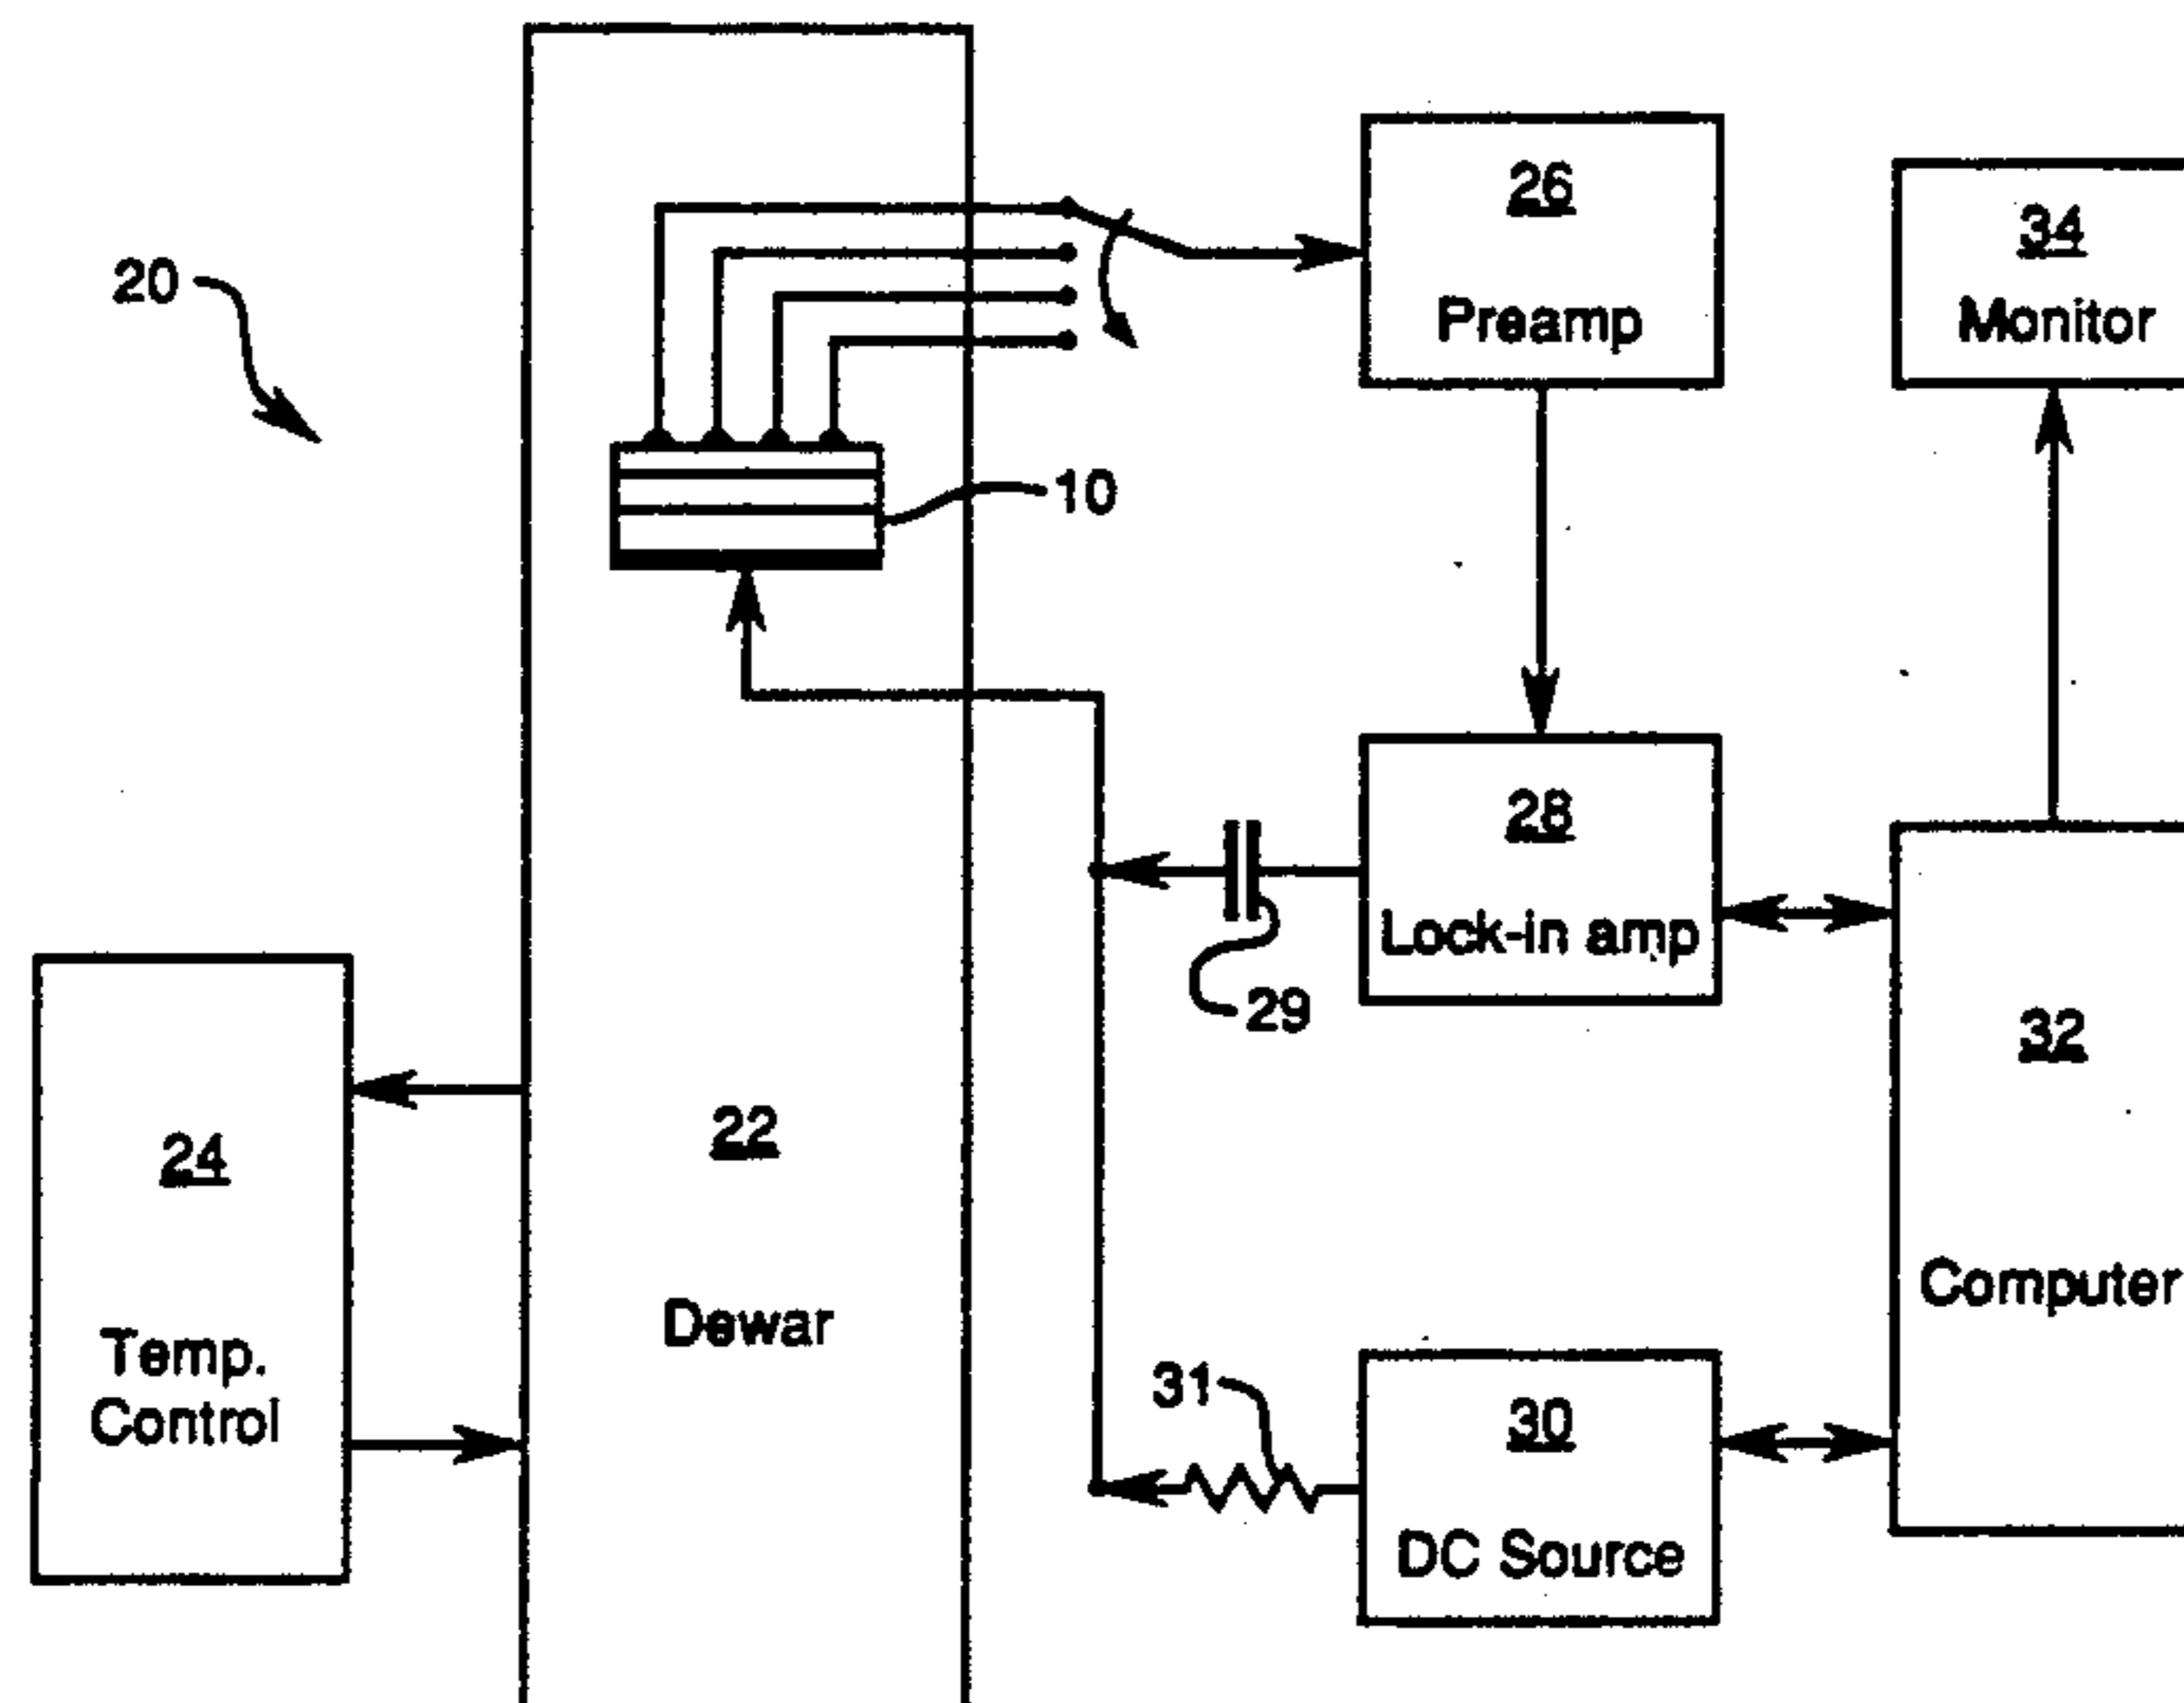 20
10
26
Preamp
34
Monitor
28
Lock-in amp
29
32
Computer
24
Temp.
Control
22
Dewar
31
30
DC Source